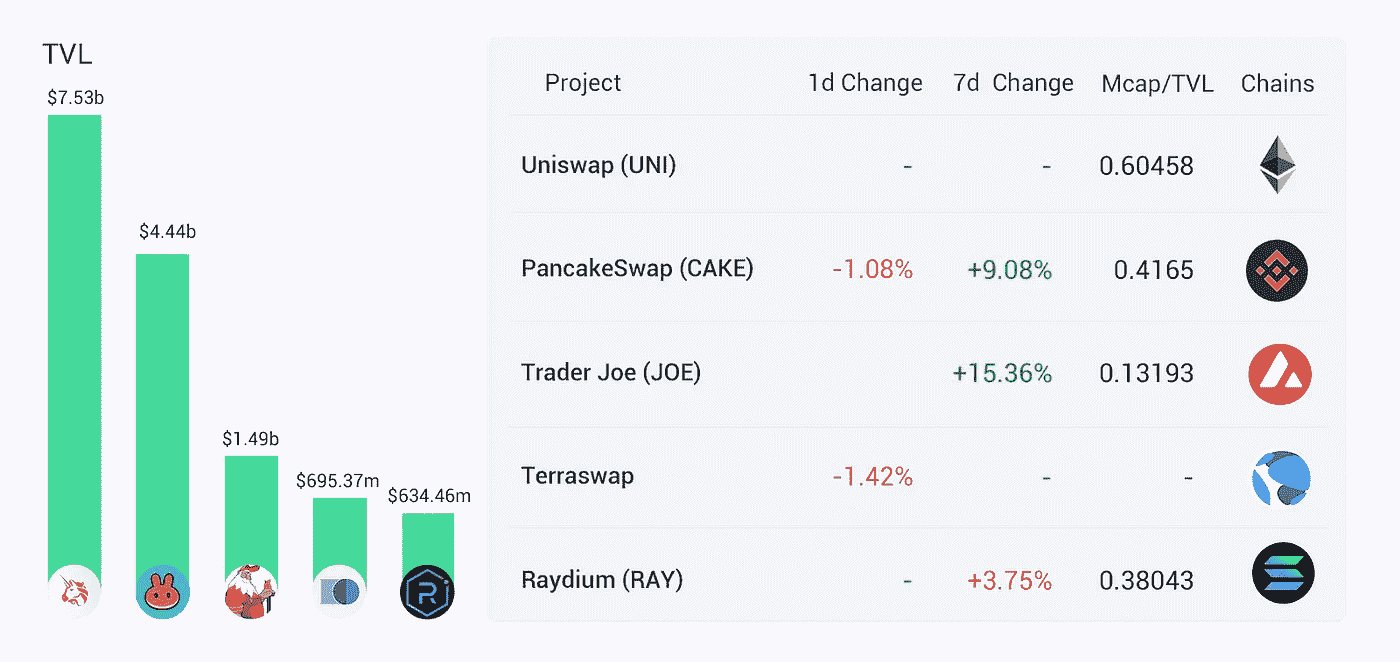 TVL
$7.53b
$4.44b
$1.49b
$695.37m
$634.46m
Project 1d Change 7d Change Mcap/TVL Chains
Uniswap (UNI) - - 0.60458
PancakeSwap (CAKE) -1.08% +9.08% 0.4165
Trader Joe (JOE) +15.36% 0.13193
Terraswap -1.42% - -
Raydium (RAY) - +3.75% 0.38043